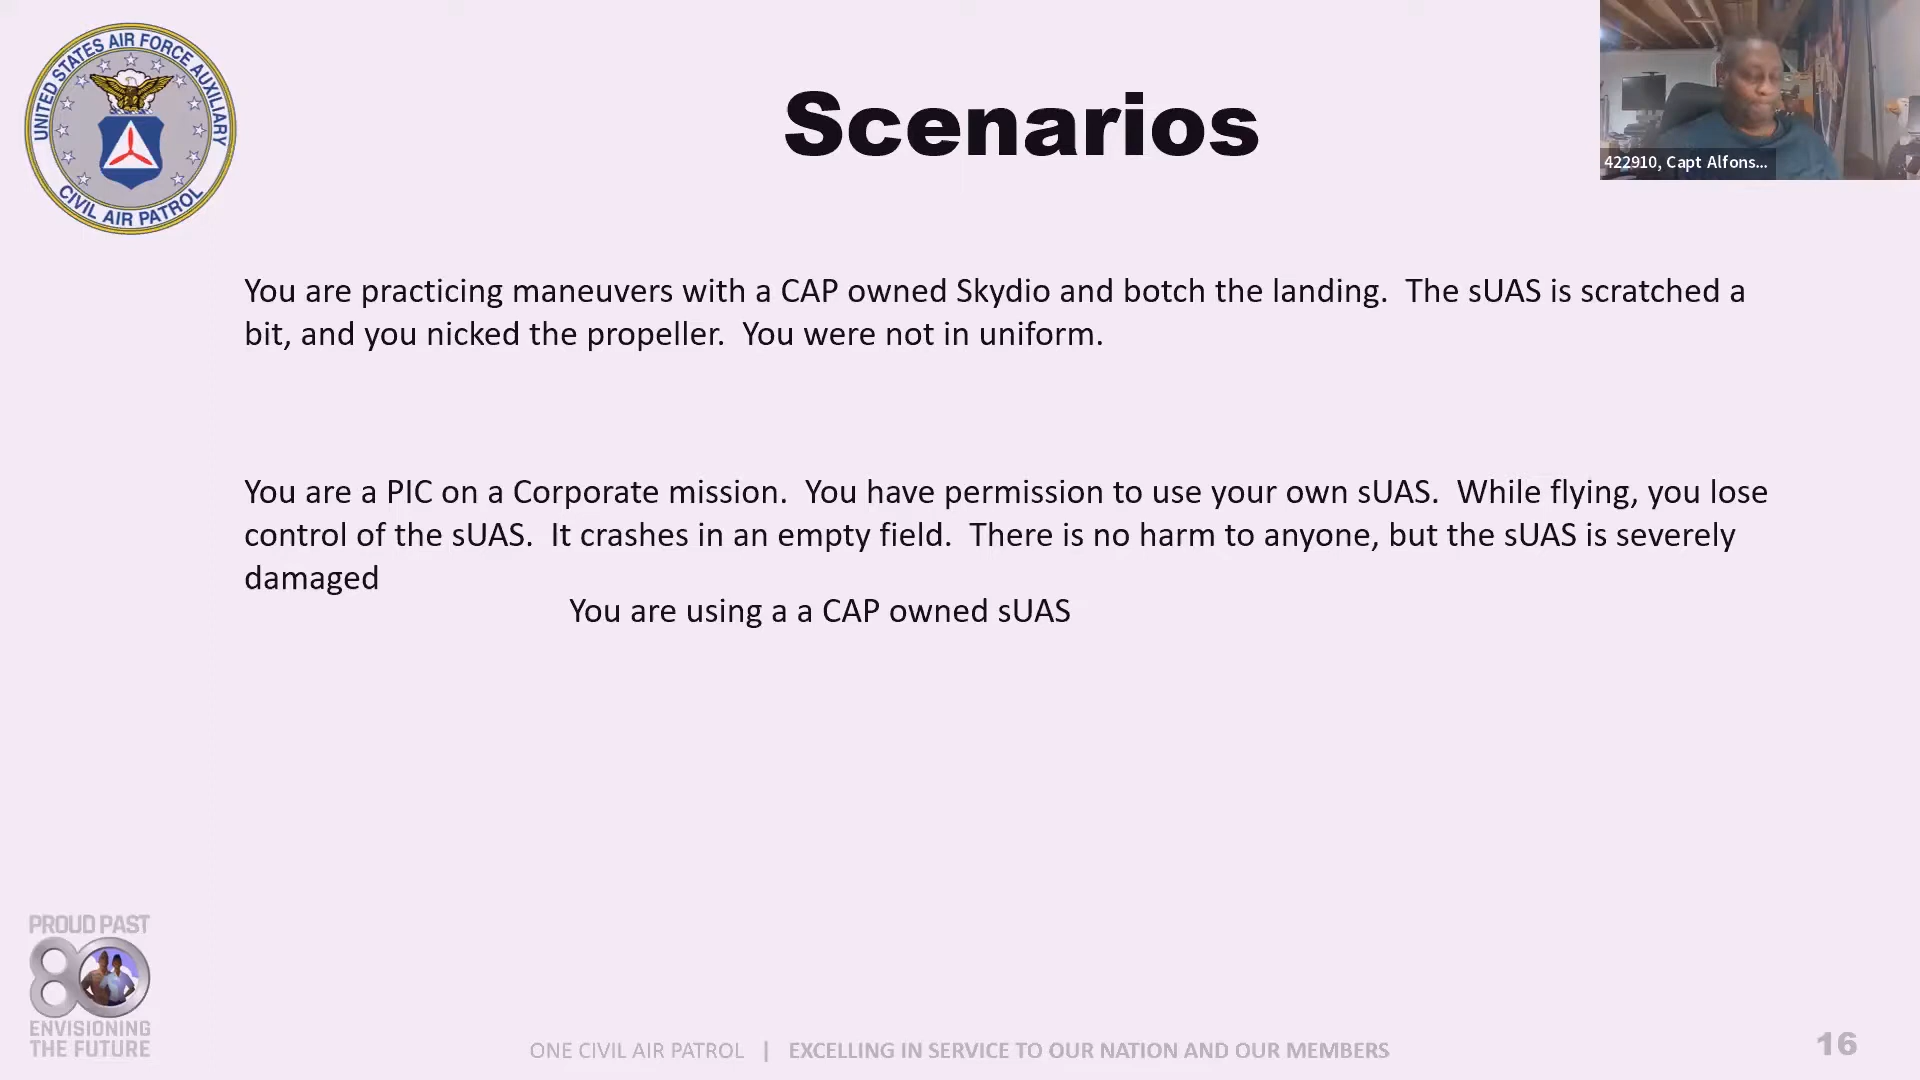 UNITED STATES AIR FORCE AUXILIARY
CIVIL AIR PATROL
Scenarios
422910, Capt Alfons...
You are practicing maneuvers with a CAP owned Skydio and botch the landing.  The sUAS is scratched a
bit, and you nicked the propeller.  You were not in uniform.
You are a PIC on a Corporate mission.  You have permission to use your own sUAS.  While flying, you lose
control of the sUAS.  It crashes in an empty field.  There is no harm to anyone, but the sUAS is severely
damaged
You are using a a CAP owned sUAS
PROUD PAST
80
ENVISIONING
THE FUTURE
ONE CIVIL AIR PATROL | EXCELLING IN SERVICE TO OUR NATION AND OUR MEMBERS
16